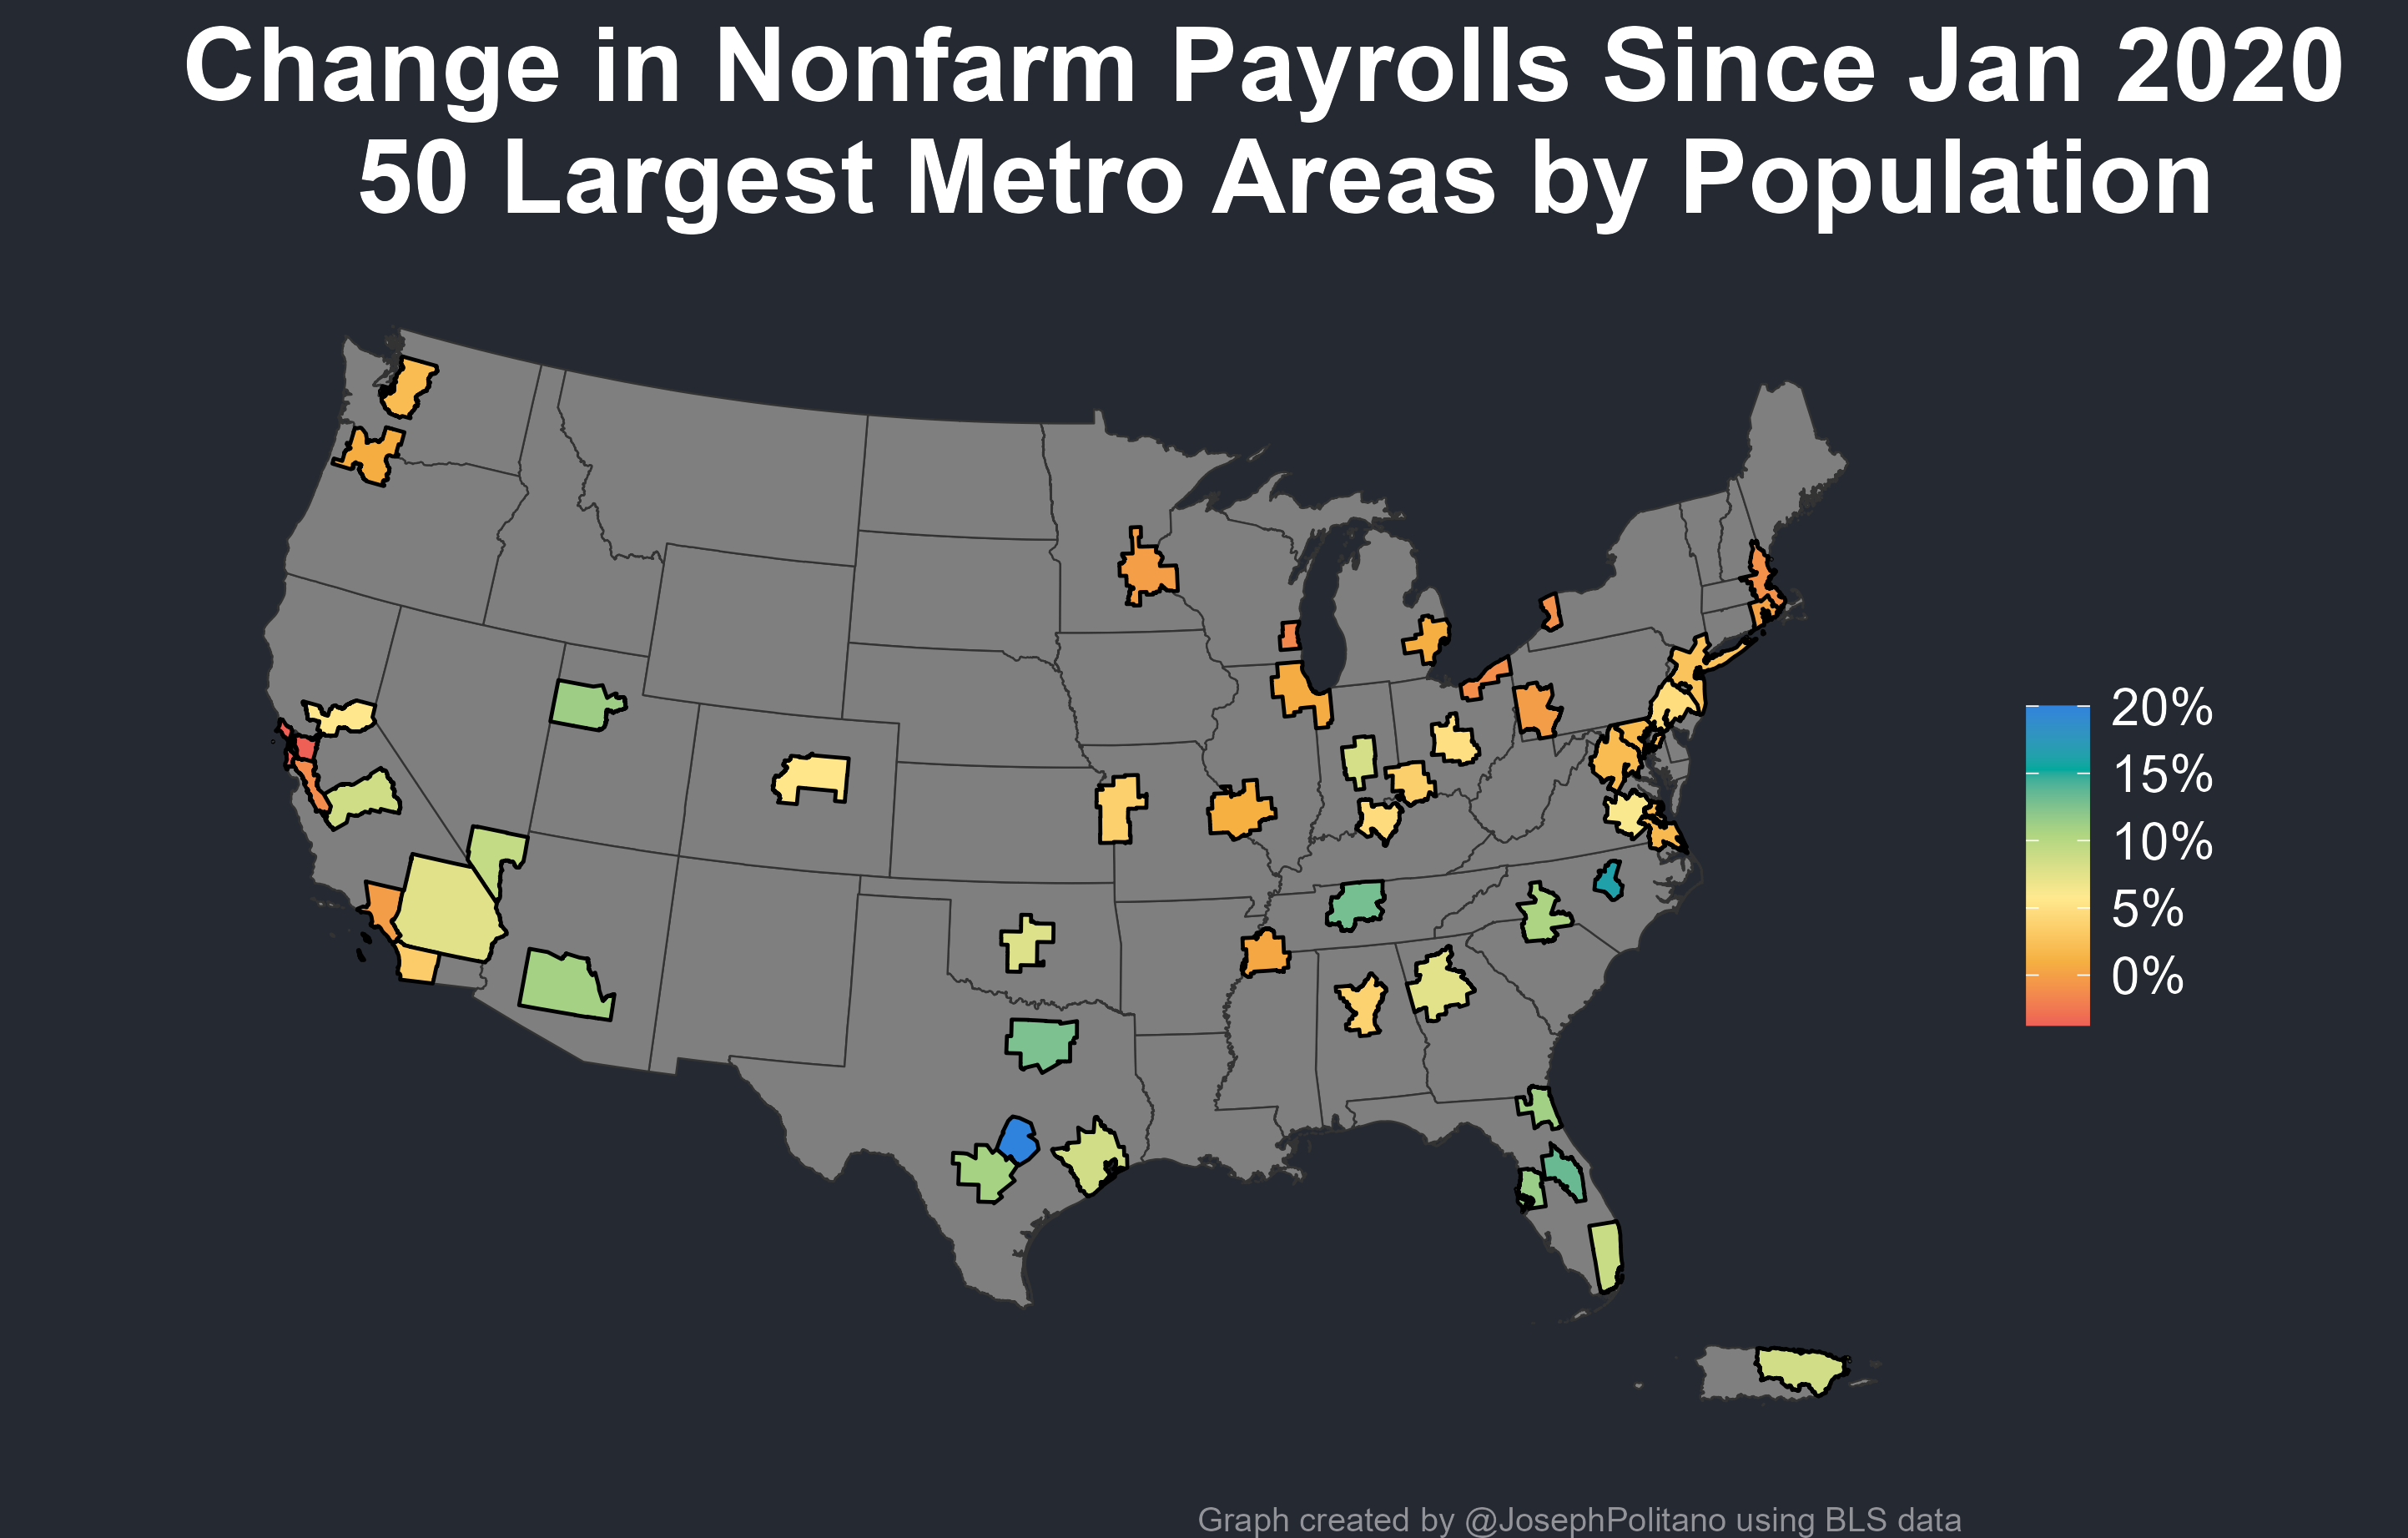 Change in Nonfarm Payrolls Since Jan 2020
50 Largest Metro Areas by Population
20%
15%
10%
5%
0%
Graph created by @JosephPolitano using BLS data